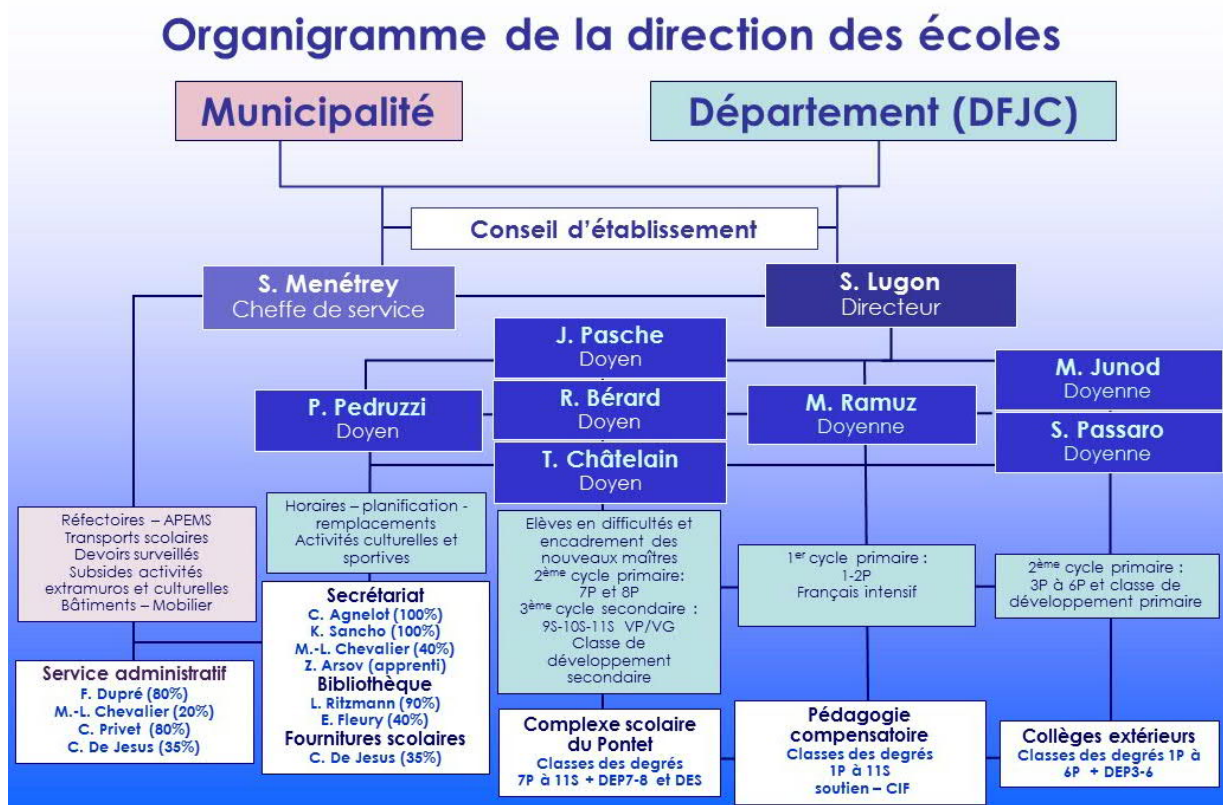 Organigramme de la direction des écoles
Municipalité
Département (DFJC)
Conseil d'établissement
S. Menétrey
Cheffe de service
S. Lugon
Directeur
J. Pasche
Doyen
M. Junod
Doyenne
P. Pedruzzi
Doyen
R. Bérard
Doyen
M. Ramuz
Doyenne
S. Passaro
Doyenne
T. Châtelain
Doyen
Réfectoires – APEMS
Transports scolaires
Devoirs surveillés
Subsides activités
extramuros et culturelles
Bâtiments – Mobilier
Horaires – planification -
remplacements
Activités culturelles et
sportives
Elèves en difficultés et
encadrement des
nouveaux maîtres
2ème cycle primaire:
7P et 8P
3ème cycle secondaire :
9S-10S-11S VP/VG
Classe de
développement
secondaire
1er cycle primaire :
1-2P
Français intensif
2ème cycle primaire :
3P à 6P et classe de
développement primaire
Service administratif
F. Dupré (80%)
M.-L. Chevalier (20%)
C. Privet (80%)
C. De Jesus (35%)
Secrétariat
C. Agnelot (100%)
K. Sancho (100%)
M.-L. Chevalier (40%)
Z. Arsov (apprenti)
Bibliothèque
L. Ritzmann (90%)
E. Fleury (40%)
Fournitures scolaires
C. De Jesus (35%)
Complexe scolaire
du Pontet
Classes des degrés
7P à 11S + DEP7-8 et DES
Pédagogie
compensatoire
Classes des degrés
1P à 11S
soutien – CIF
Collèges extérieurs
Classes des degrés 1P à
6P + DEP3-6